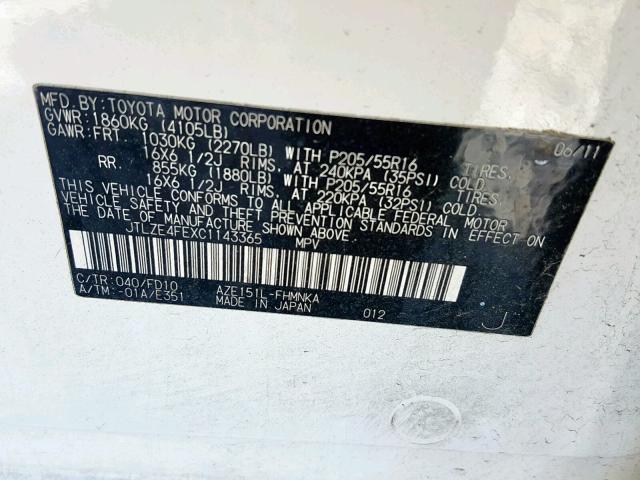 MFD. BY: TOYOTA MOTOR CORPORATION 06/11
GVWR: 1860KG (4105LB)
GAWR: FRT. 1030KG (2270LB) WITH P205/55R16 TIRES,
16X6 1/2J RIMS, AT 240KPA (35PSI) COLD.
RR. 855KG (1880LB) WITH P205/55R16 TIRES,
16X6 1/2J RIMS, AT 220KPA (32PSI) COLD.
THIS VEHICLE CONFORMS TO ALL APPLICABLE FEDERAL MOTOR
VEHICLE SAFETY AND THEFT PREVENTION STANDARDS IN EFFECT ON
THE DATE OF MANUFACTURE SHOWN ABOVE.
JTLZE4FEXC1143365 MPV
C/TR: 040/FD10 AZE151L-FHMNKA
A/TM: -01A/E351 MADE IN JAPAN 012 J